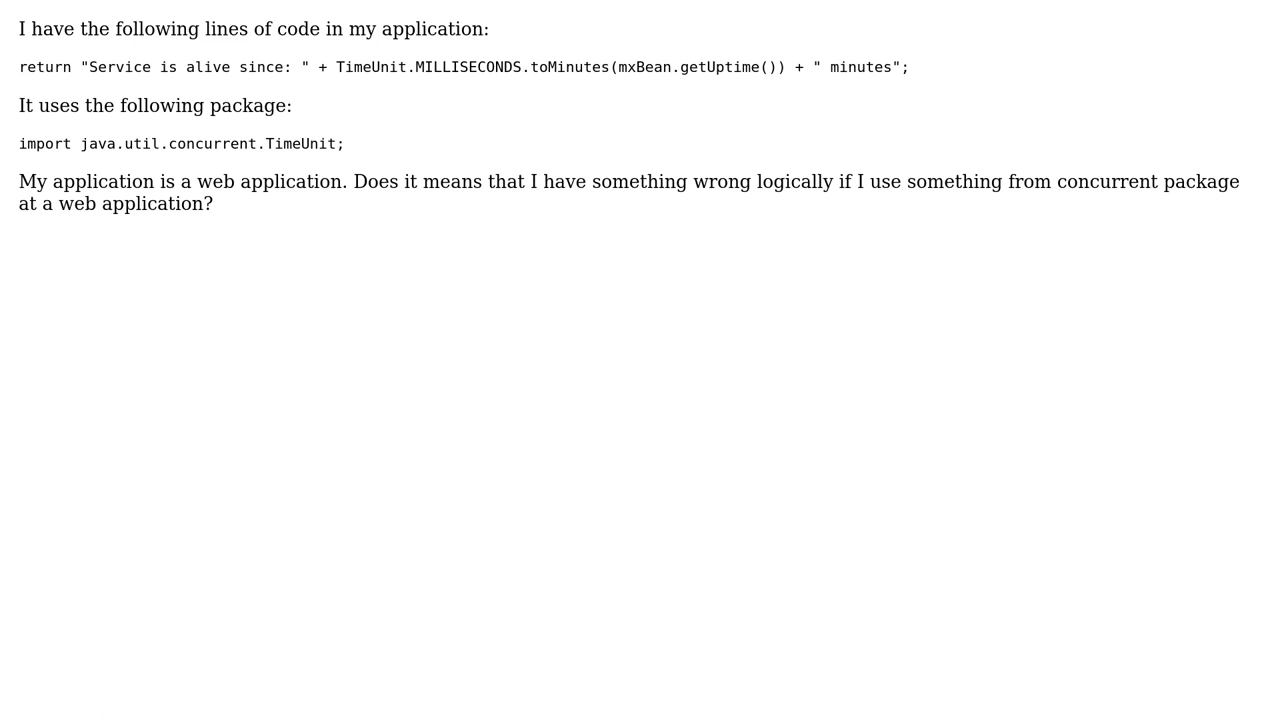 I have the following lines of code in my application:
return "Service is alive since: " + TimeUnit.MILLISECONDS.toMinutes(mxBean.getUptime()) + " minutes";
It uses the following package:
import java.util.concurrent.TimeUnit;
My application is a web application. Does it means that I have something wrong logically if I use something from concurrent package
at a web application?